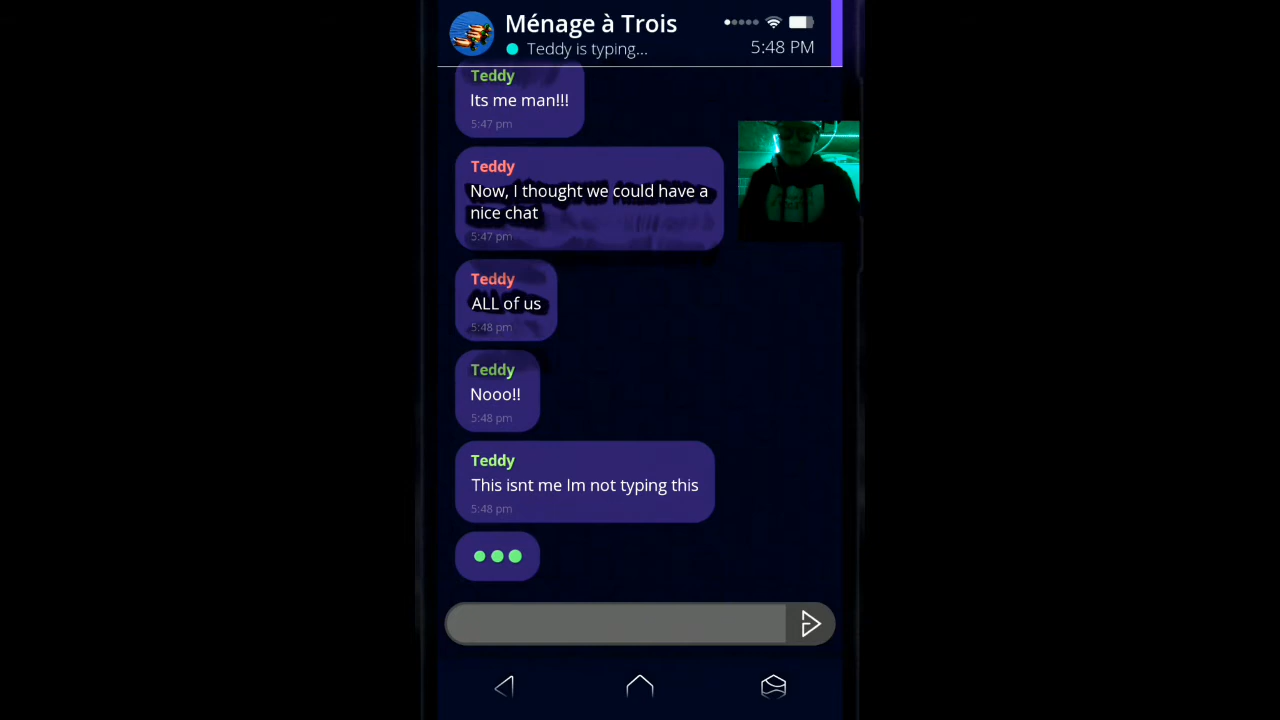 Ménage à Trois
Teddy is typing...
5:48 PM
Teddy
Its me man!!!
5:47 pm
Teddy
Now, I thought we could have a
nice chat
5:47 pm
Teddy
ALL of us
5:48 pm
Teddy
Nooo!!
5:48 pm
Teddy
This isnt me Im not typing this
5:48 pm